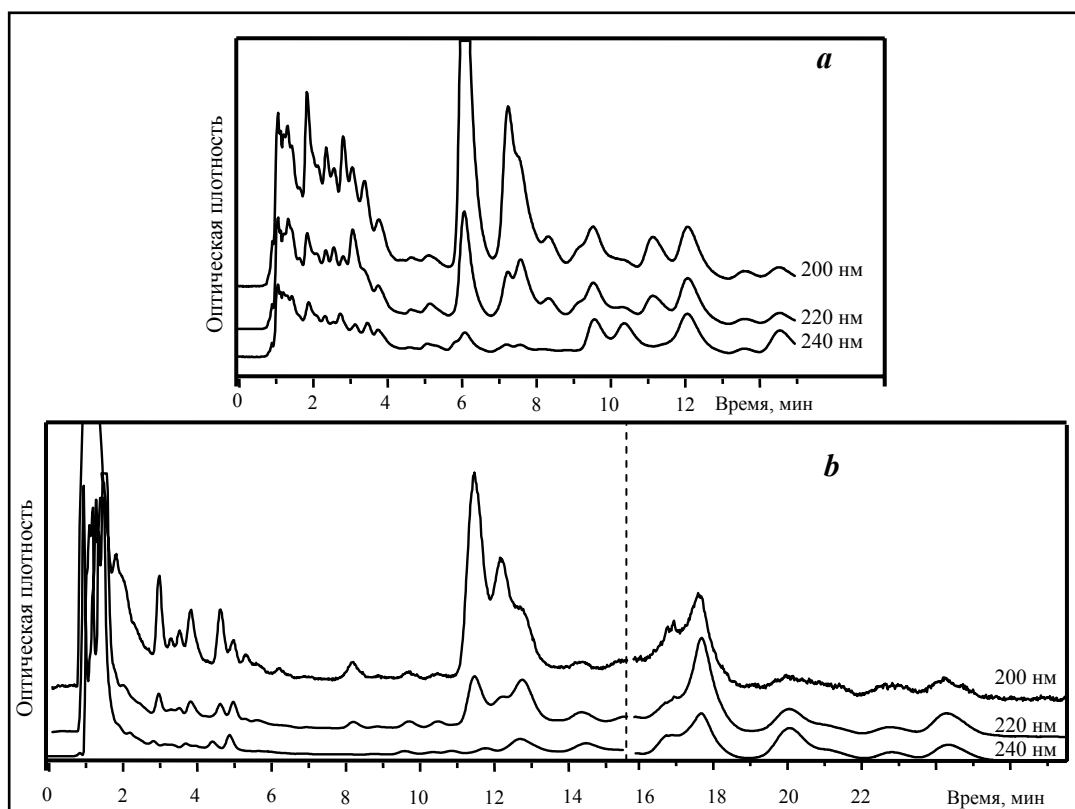 a
Оптическая плотность
200 нм
220 нм
240 нм
0 2 4 6 8 10 12 Время, мин
b
Оптическая плотность
200 нм
220 нм
240 нм
0 2 4 6 8 10 12 14 16 18 20 22 Время, мин